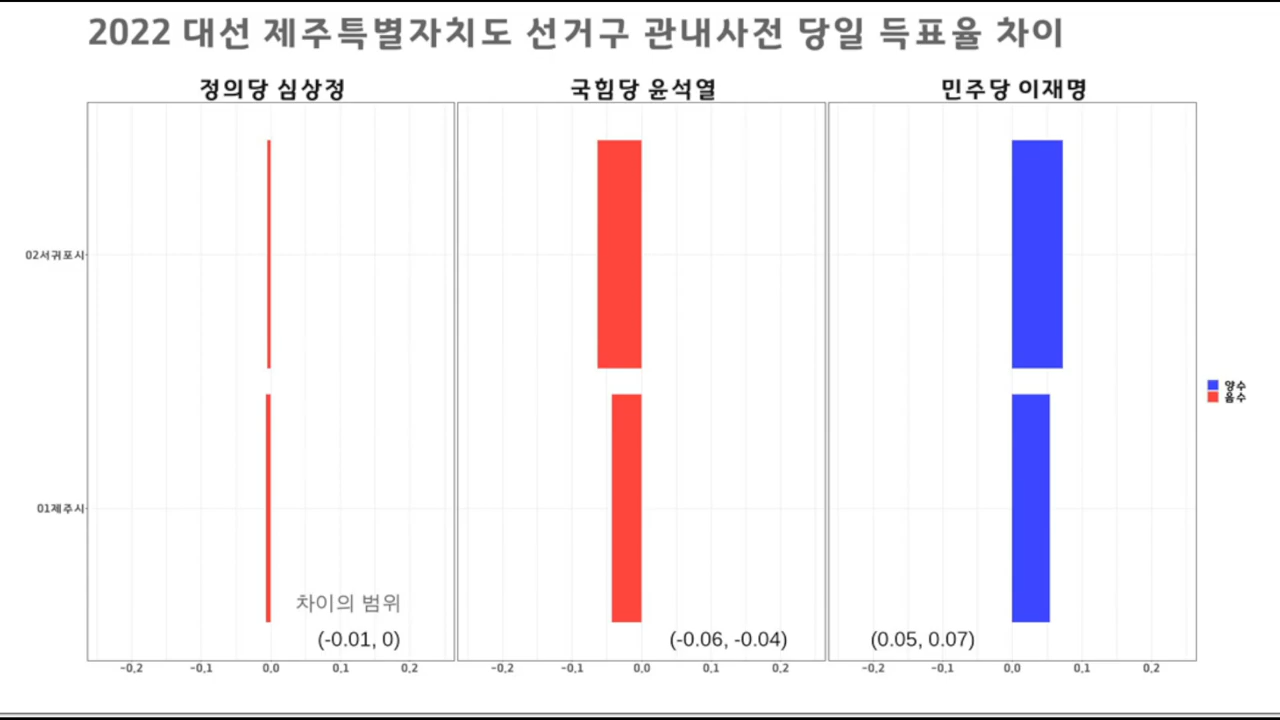 2022 대선 제주특별자치도 선거구 관내사전 당일 득표율 차이
정의당 심상정
국힘당 윤석열
민주당 이재명
02서귀포시
01제주시
양수
음수
차이의 범위
(-0.01, 0)
(-0.06, -0.04)
(0.05, 0.07)
-0.2 -0.1 0.0 0.1 0.2
-0.2 -0.1 0.0 0.1 0.2
-0.2 -0.1 0.0 0.1 0.2